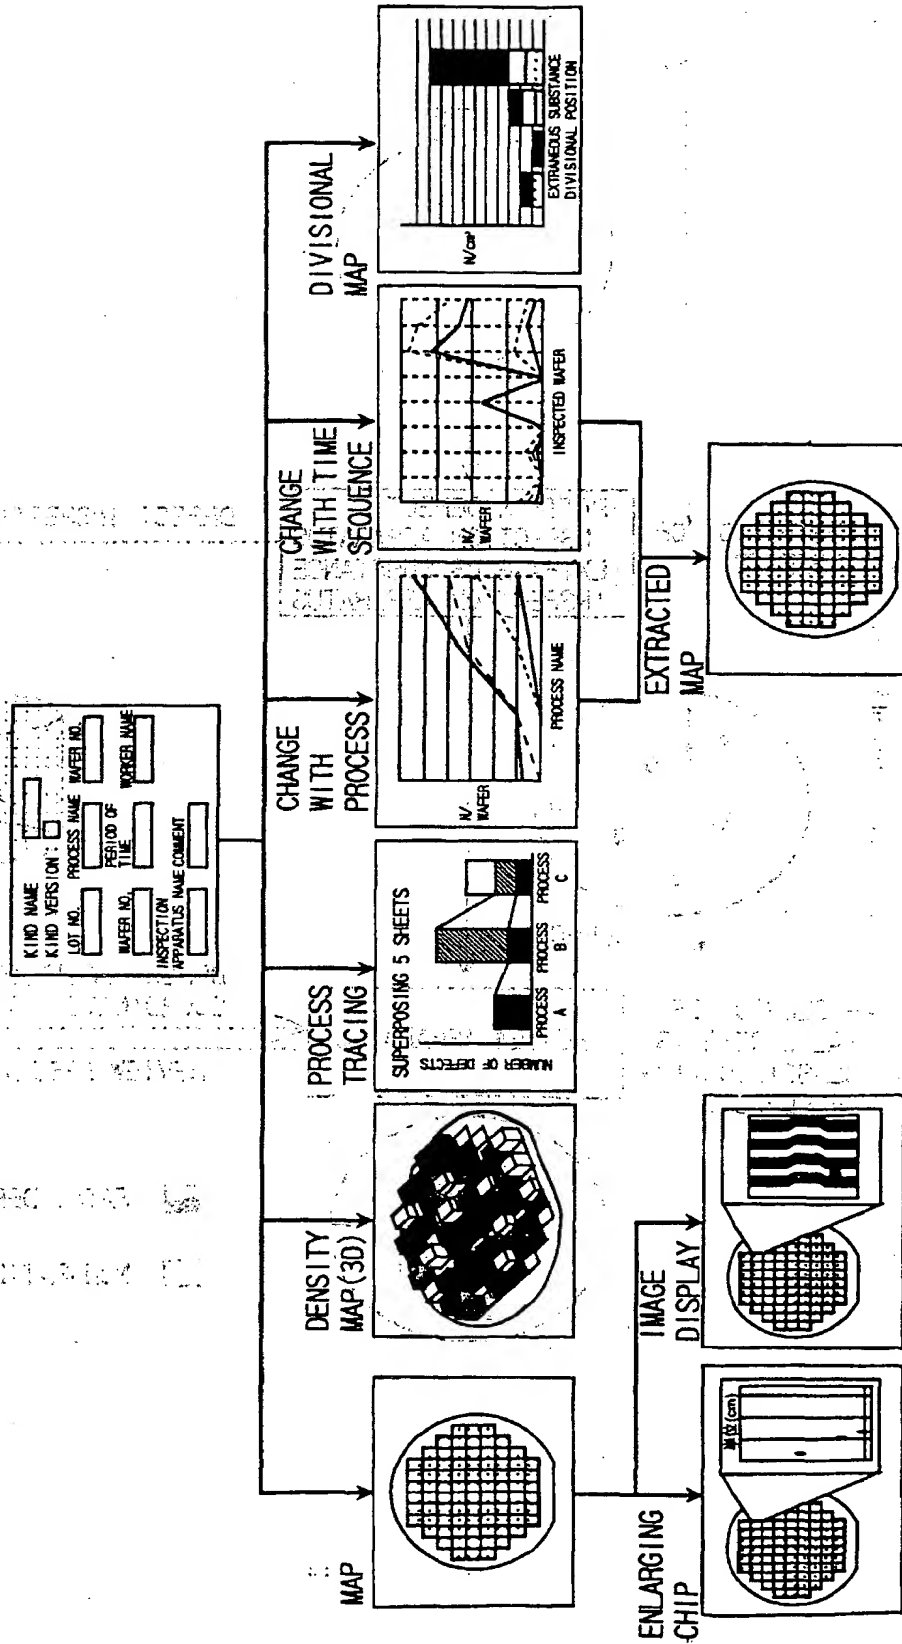 KIND NAME
KIND VERSION :
LOT NO.
PROCESS NAME
WAFER NO.
WAFER NO.
PERIOD OF
TIME
WORKER NAME
INSPECTION
APPARATUS NAME
COMMENT
MAP
DENSITY
MAP(3D)
PROCESS
TRACING
CHANGE
WITH
PROCESS
CHANGE
WITH TIME
SEQUENCE
DIVISIONAL
MAP
SUPERPOSING 5 SHEETS
NUMBER OF DEFECTS
PROCESS
A
PROCESS
B
PROCESS
C
N/
WAFER
PROCESS NAME
N/
WAFER
INSPECTED WAFER
N/cm²
EXTRANEOUS SUBSTANCE
DIVISIONAL POSITION
ENLARGING
CHIP
IMAGE
DISPLAY
EXTRACTED
MAP
単位(cm)